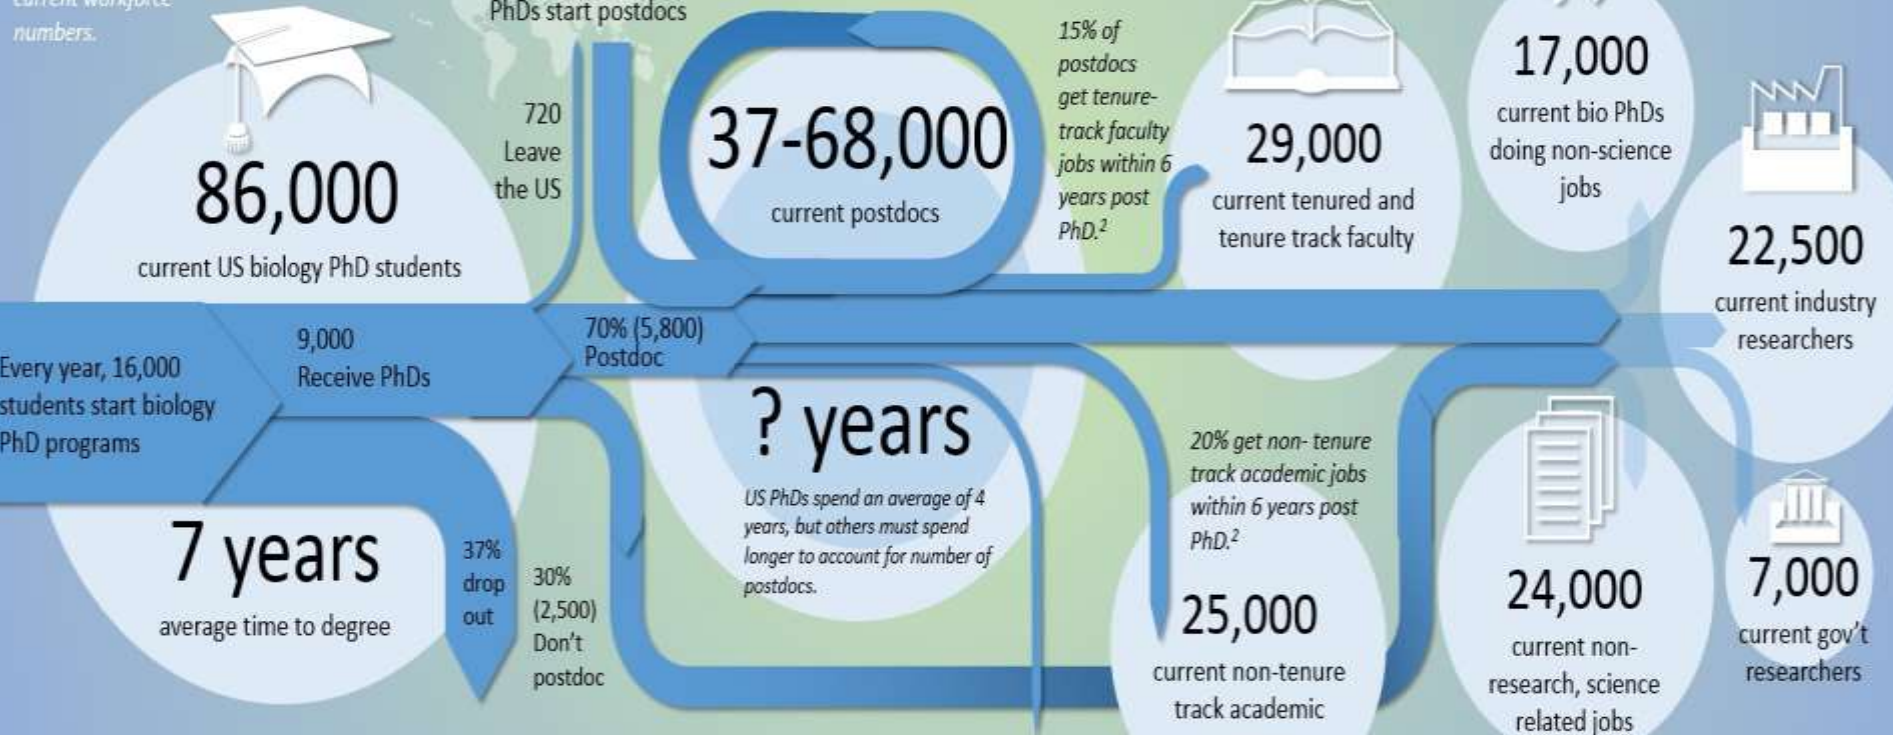 current workforce
numbers.
PhDs start postdocs
86,000
current US biology PhD students
720
Leave
the US
37-68,000
current postdocs
15% of
postdocs
get tenure-
track faculty
jobs within 6
years post
PhD.²
29,000
current tenured and
tenure track faculty
17,000
current bio PhDs
doing non-science
jobs
22,500
current industry
researchers
Every year, 16,000
students start biology
PhD programs
9,000
Receive PhDs
70% (5,800)
Postdoc
7 years
average time to degree
37%
drop
out
30%
(2,500)
Don't
postdoc
? years
US PhDs spend an average of 4
years, but others must spend
longer to account for number of
postdocs.
20% get non- tenure
track academic jobs
within 6 years post
PhD.²
25,000
current non-tenure
track academic
24,000
current non-
research, science
related jobs
7,000
current gov't
researchers